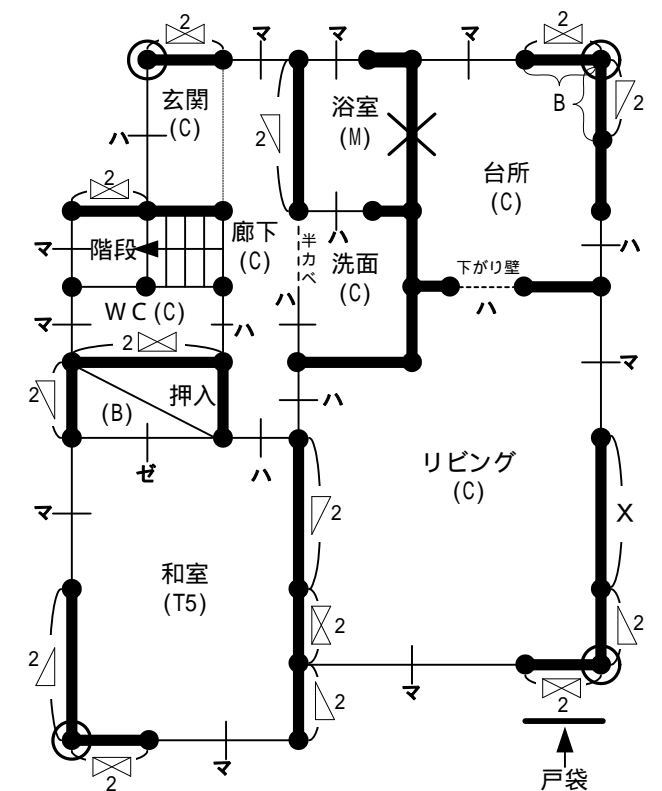 2
マ
マ
マ
2
玄関
(C)
ハ
2
浴室
(M)
B
2
台所
(C)
2
マ
階段
廊下
(C)
半カベ
ハ
洗面
(C)
ハ
下がり壁
ハ
ハ
マ
WC(C)
ハ
2
マ
2
(B)
押入
ハ
ゼ
ハ
リビング
(C)
マ
2
X
和室
(T5)
2
2
2
2
マ
2
2
マ
戸袋